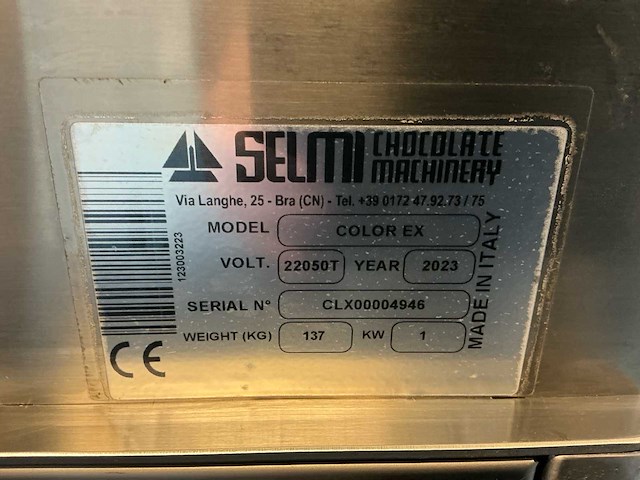 SELMI CHOCOLATE MACHINERY
Via Langhe, 25 - Bra (CN) - Tel. +39 0172 47.92.73 / 75
MODEL COLOR EX
VOLT. 22050T YEAR 2023
SERIAL N° CLX00004946
WEIGHT (KG) 137 KW 1
MADE IN ITALY
123003223
CE